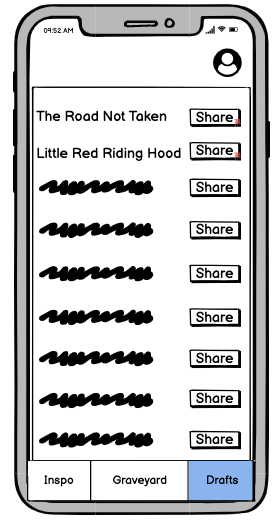 09:52 AM
The Road Not Taken Share
Little Red Riding Hood Share
Share
Share
Share
Share
Share
Share
Share
Inspo Graveyard Drafts